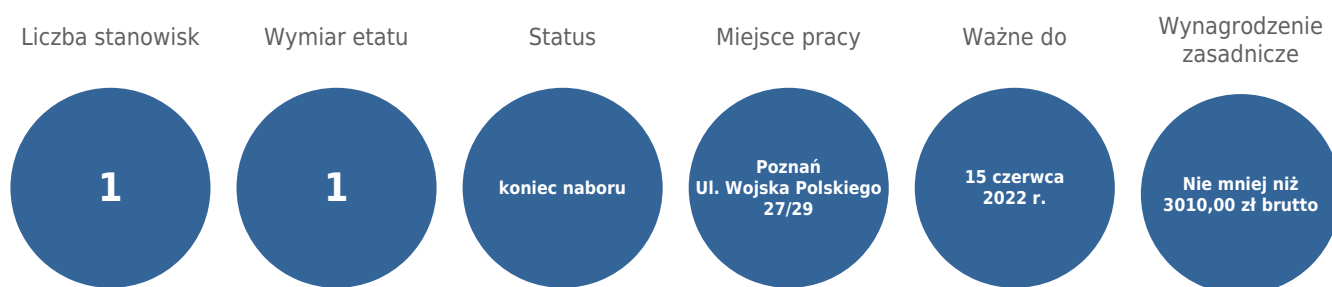 Liczba stanowisk
Wymiar etatu
Status
Miejsce pracy
Ważne do
Wynagrodzenie
zasadnicze
1
1
koniec naboru
Poznań
Ul. Wojska Polskiego
27/29
15 czerwca
2022 r.
Nie mniej niż
3010,00 zł brutto